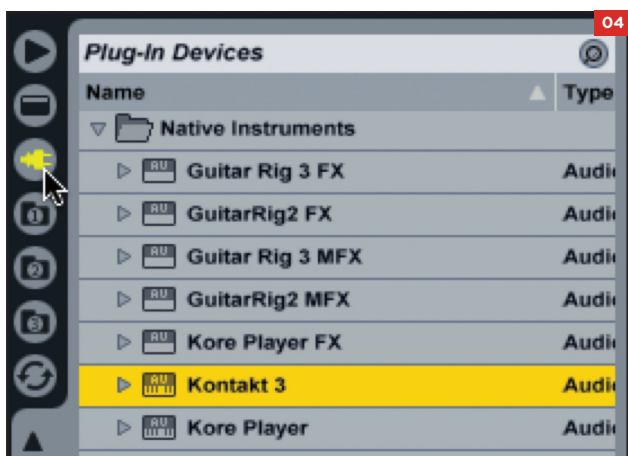 04
Plug-In Devices
Name Type
Native Instruments
AU Guitar Rig 3 FX Audi
AU GuitarRig2 FX Audi
AU Guitar Rig 3 MFX Audi
AU GuitarRig2 MFX Audi
AU Kore Player FX Audi
AU Kontakt 3 Audi
AU Kore Player Audi
1
2
3